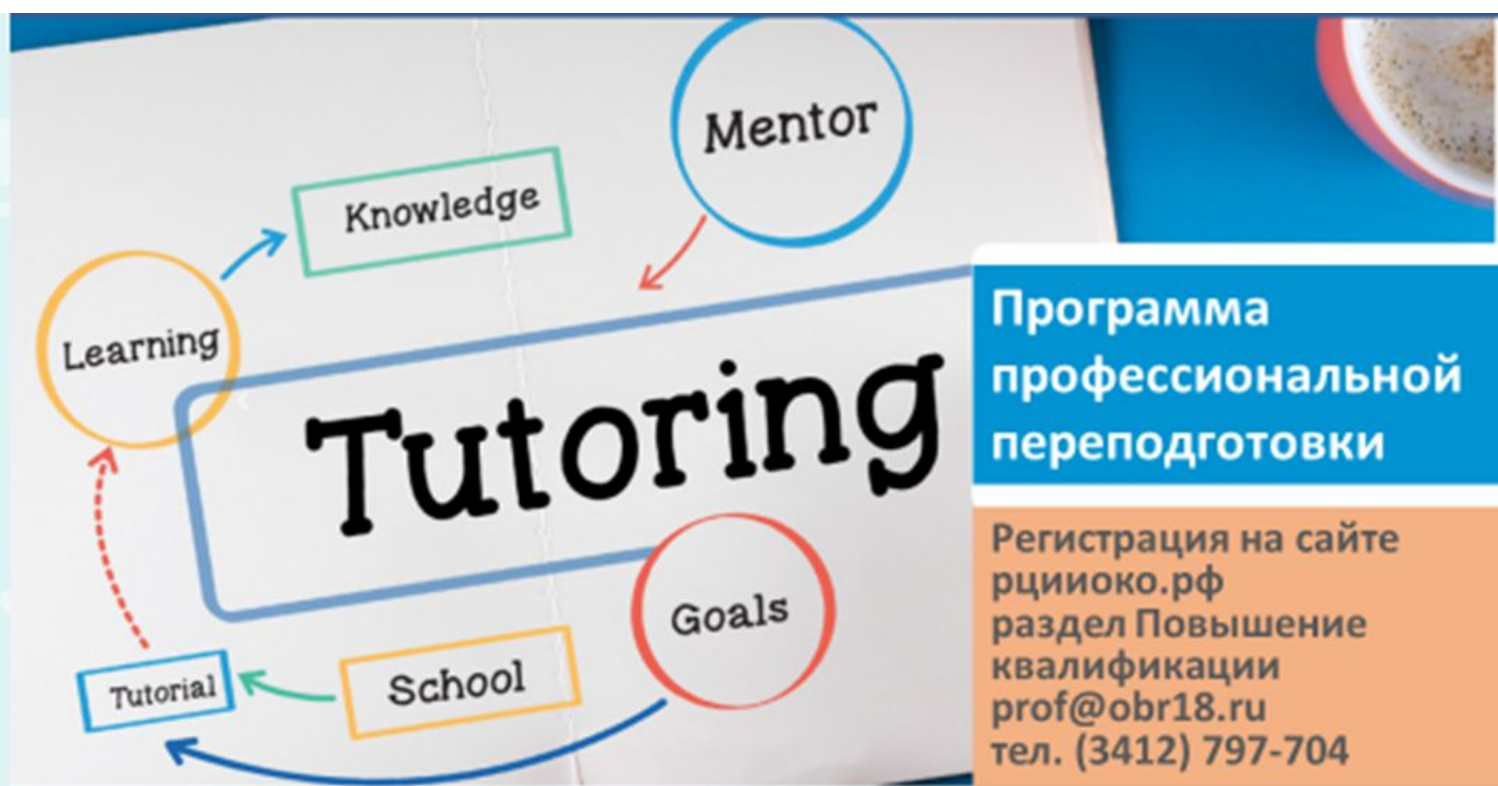 Mentor
Knowledge
Learning
Tutoring
Goals
School
Tutorial
Программа
профессиональной
переподготовки
Регистрация на сайте
рцииоко.рф
раздел Повышение
квалификации
prof@obr18.ru
тел. (3412) 797-704